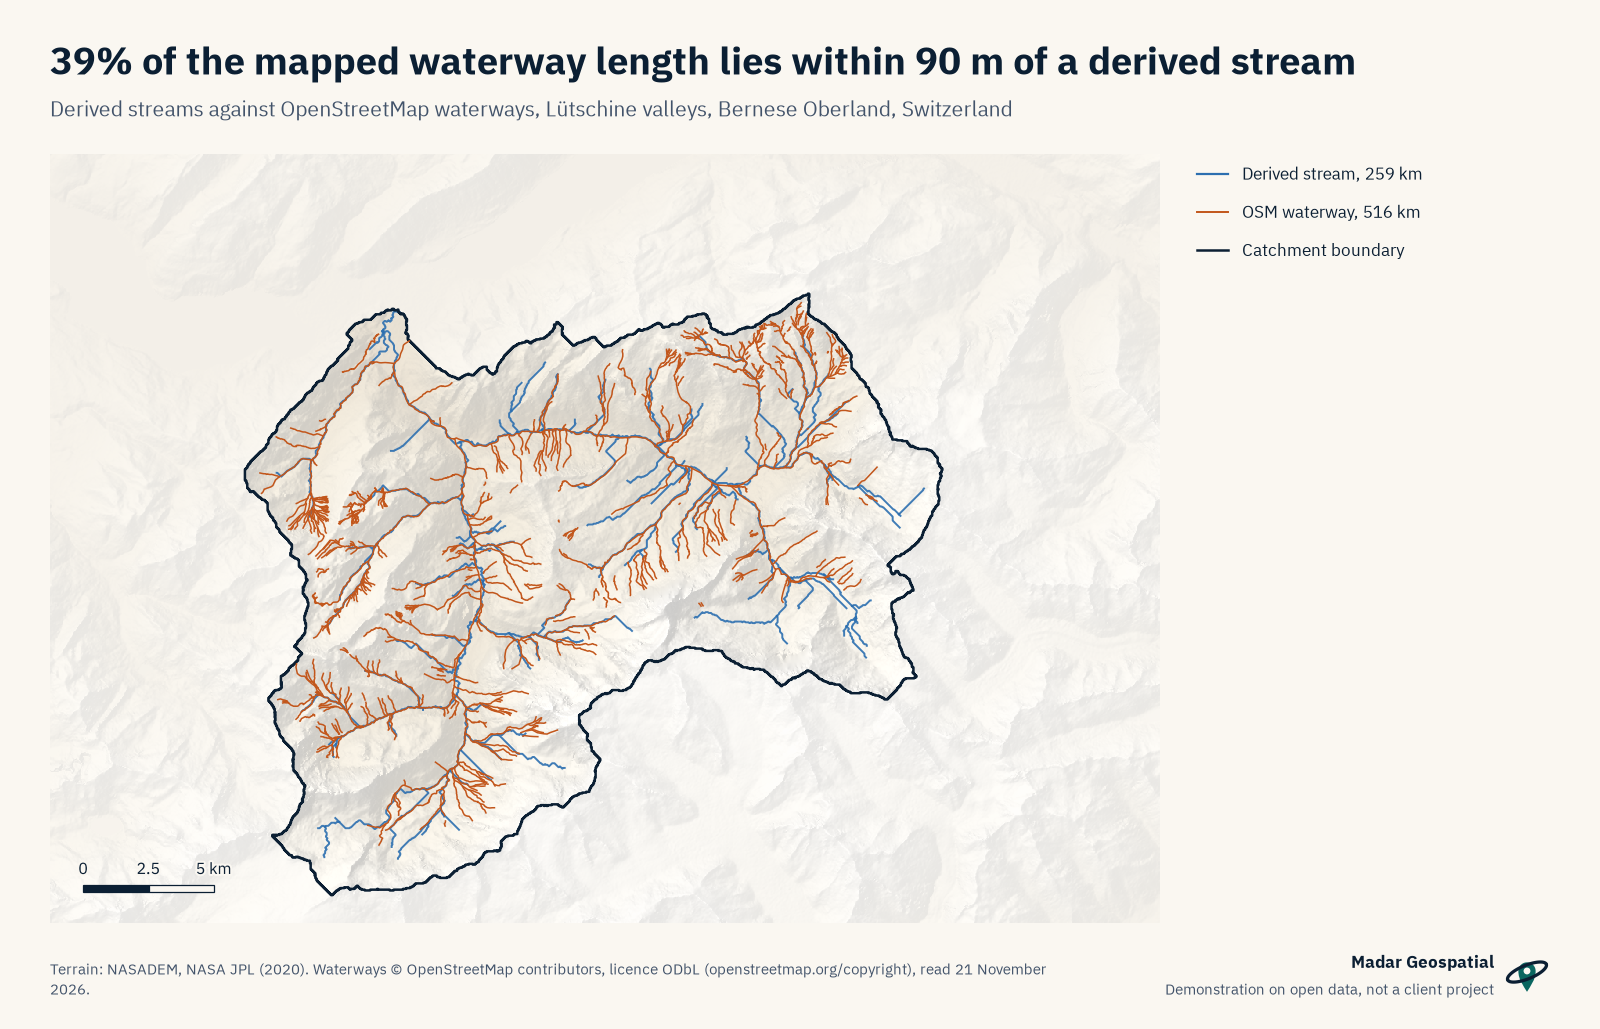 39% of the mapped waterway length lies within 90 m of a derived stream
Derived streams against OpenStreetMap waterways, Lütschine valleys, Bernese Oberland, Switzerland
Derived stream, 259 km
OSM waterway, 516 km
Catchment boundary
0 2.5 5 km
Terrain: NASADEM, NASA JPL (2020). Waterways © OpenStreetMap contributors, licence ODbL (openstreetmap.org/copyright), read 21 November
2026.
Madar Geospatial
Demonstration on open data, not a client project